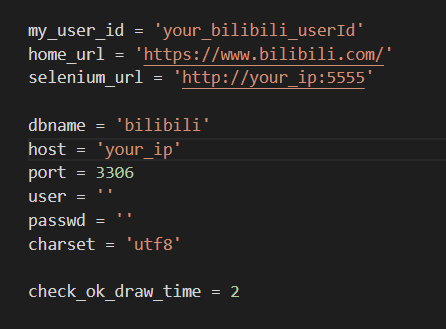 my_user_id = 'your_bilibili_userId'
home_url = 'https://www.bilibili.com/'
selenium_url = 'http://your_ip:5555'
dbname = 'bilibili'
host = 'your_ip'
port = 3306
user = ''
passwd = ''
charset = 'utf8'
check_ok_draw_time = 2